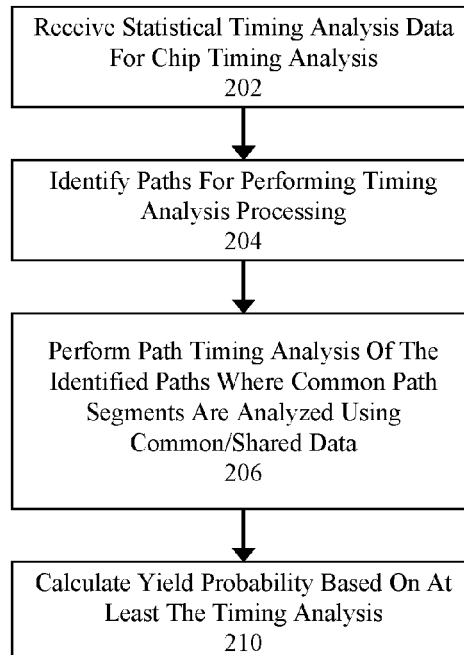 Receive Statistical Timing Analysis Data
For Chip Timing Analysis
202
Identify Paths For Performing Timing
Analysis Processing
204
Perform Path Timing Analysis Of The
Identified Paths Where Common Path
Segments Are Analyzed Using
Common/Shared Data
206
Calculate Yield Probability Based On At
Least The Timing Analysis
210